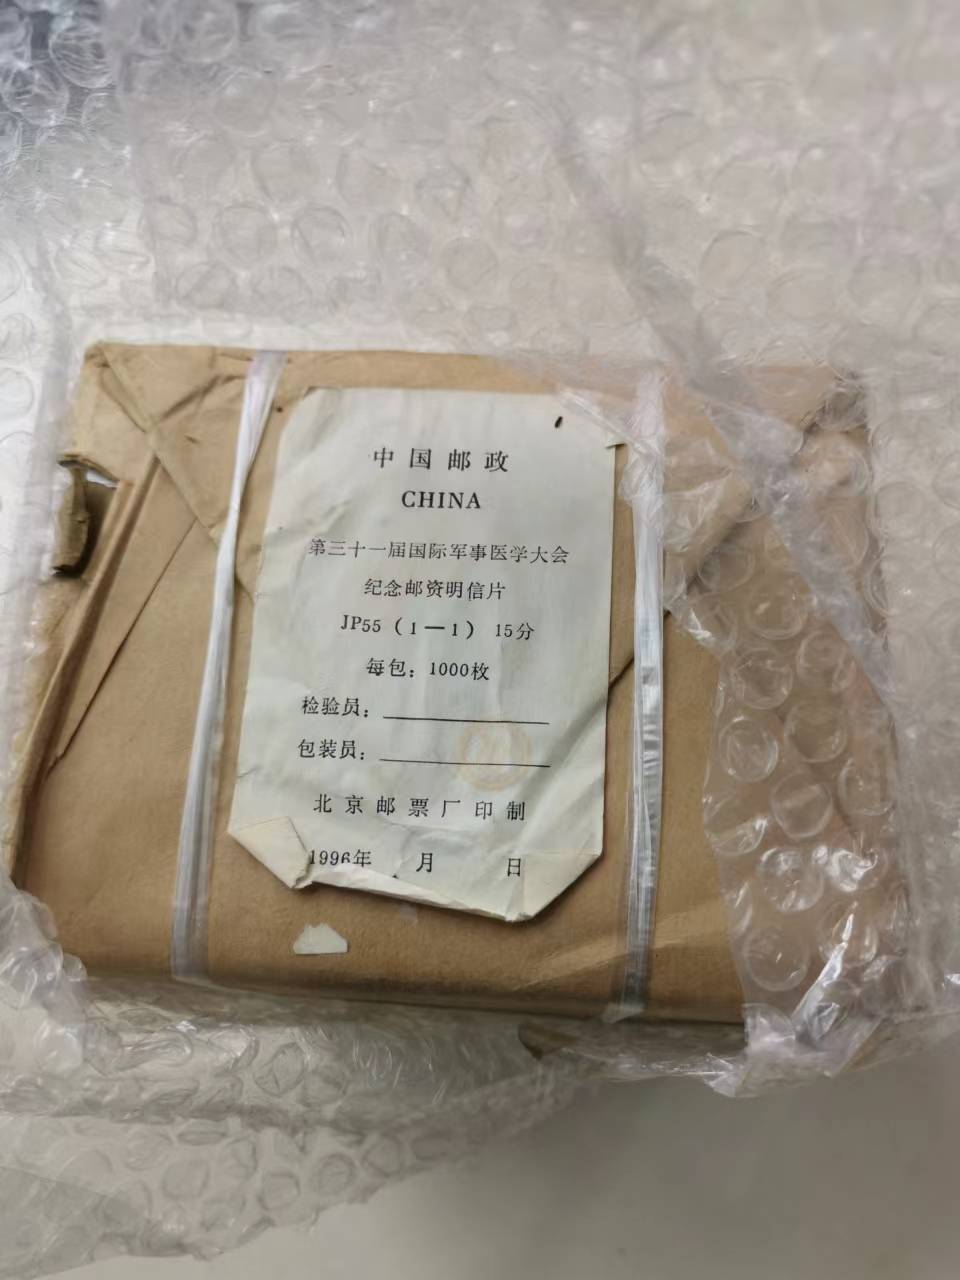 中国邮政
CHINA
第三十一届国际军事医学大会
纪念邮资明信片
JP55（1—1）15分
每包：1000枚
检验员：
包装员：
北京邮票厂印制
1996年 月 日